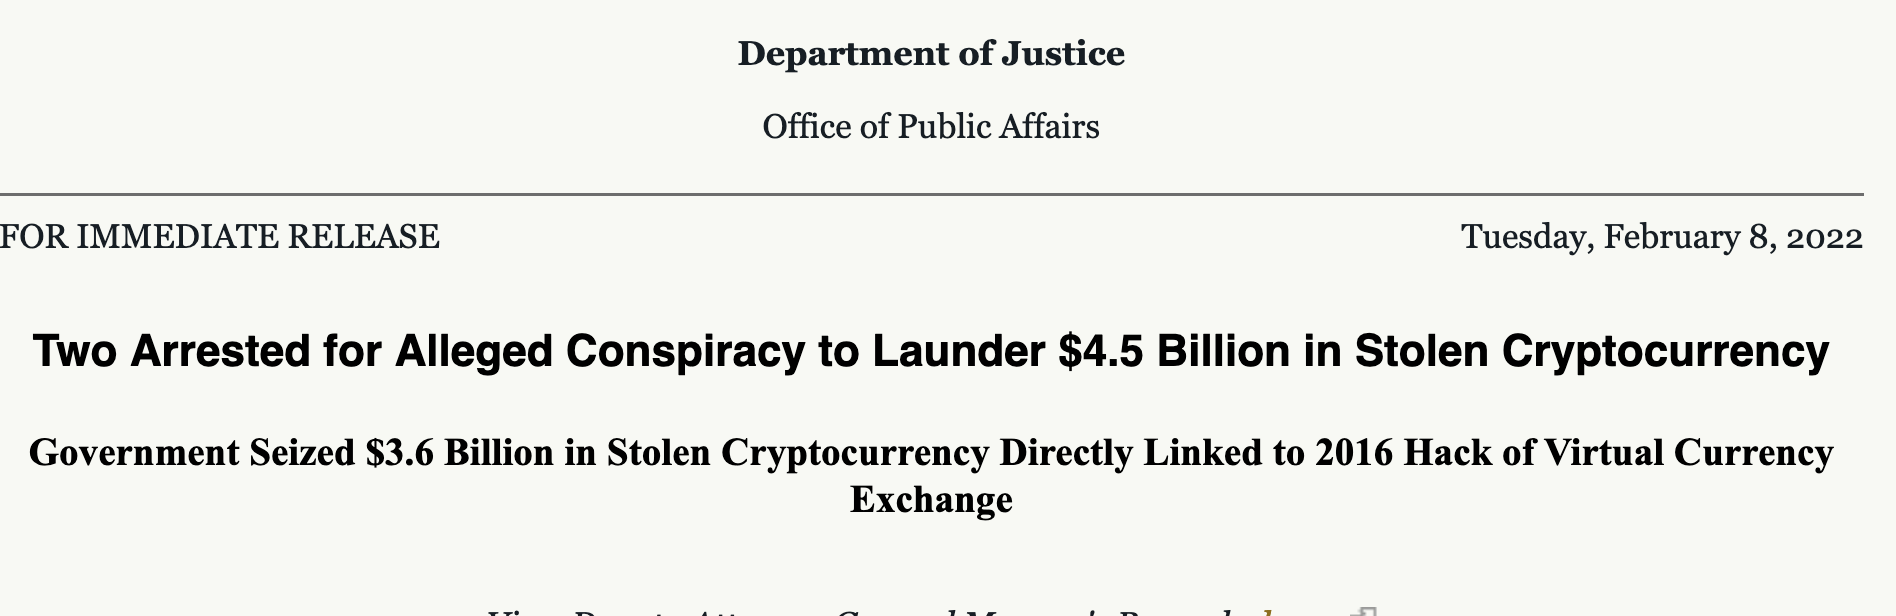 Department of Justice
Office of Public Affairs
FOR IMMEDIATE RELEASE
Tuesday, February 8, 2022
Two Arrested for Alleged Conspiracy to Launder $4.5 Billion in Stolen Cryptocurrency
Government Seized $3.6 Billion in Stolen Cryptocurrency Directly Linked to 2016 Hack of Virtual Currency
Exchange